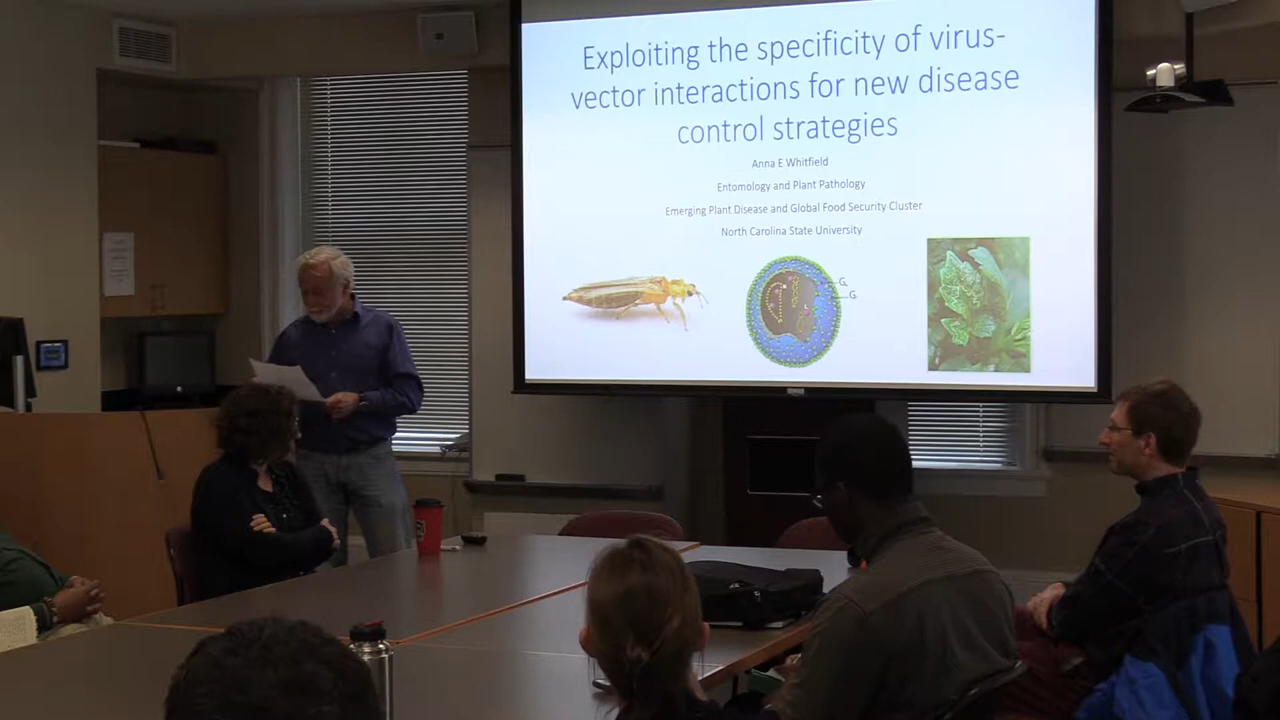 Exploiting the specificity of virus-
vector interactions for new disease
control strategies
Anna E Whitfield
Entomology and Plant Pathology
Emerging Plant Disease and Global Food Security Cluster
North Carolina State University
G
G